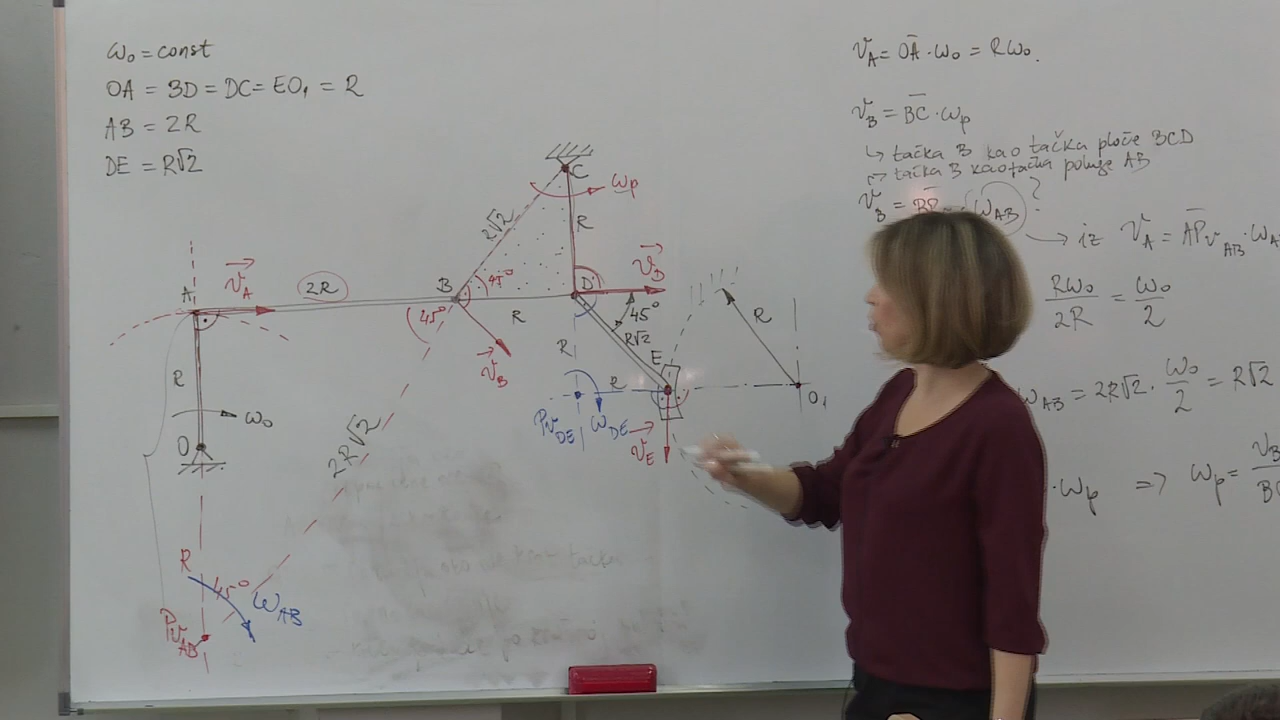 ω₀ = const
OA = BD = DC = EO₁ = R
AB = 2R
DE = R√2
v_A = OA · ω₀ = Rω₀.
v_B = BC · ω_p
↳ tačka B kao tačka ploče BCD
tačka B kao tačka poluge AB
v_B = ω_AB ?
→ iz v_A = AP_vAB · ω_A
Rω₀/2R = ω₀/2
ω_AB = 2R√2 · ω₀/2 = R√2
· ω_p => ω_p = v_B/BC
C
ω_p
2√2
R
A
v_A
2R
B
45°
D
v_D
45°
R
45°
R
R√2
v_B
R
E
R
O₁
R
ω₀
O
P_vDE
ω_DE
v_E
2R√2
R
45°
ω_AB
P_vAB